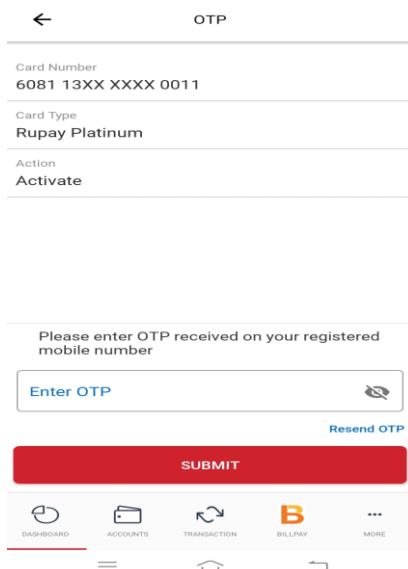 OTP
Card Number
6081 13XX XXXX 0011
Card Type
Rupay Platinum
Action
Activate
Please enter OTP received on your registered
mobile number
Enter OTP
Resend OTP
SUBMIT
B
DASHBOARD ACCOUNTS TRANSACTION BILLPAY MORE